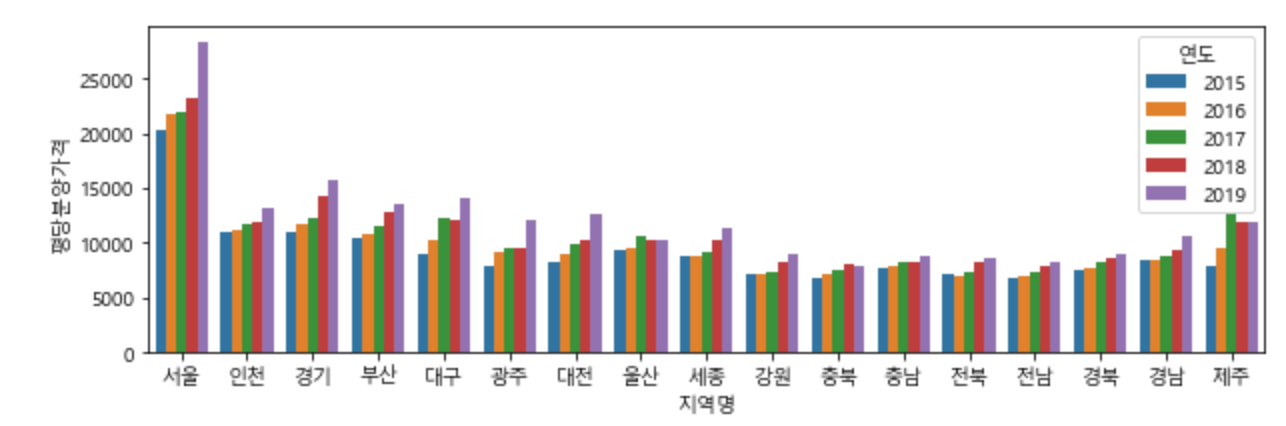 연도
2015
2016
2017
2018
2019
25000
20000
15000
10000
5000
0
평당분양가격
서울 인천 경기 부산 대구 광주 대전 울산 세종 강원 충북 충남 전북 전남 경북 경남 제주
지역명